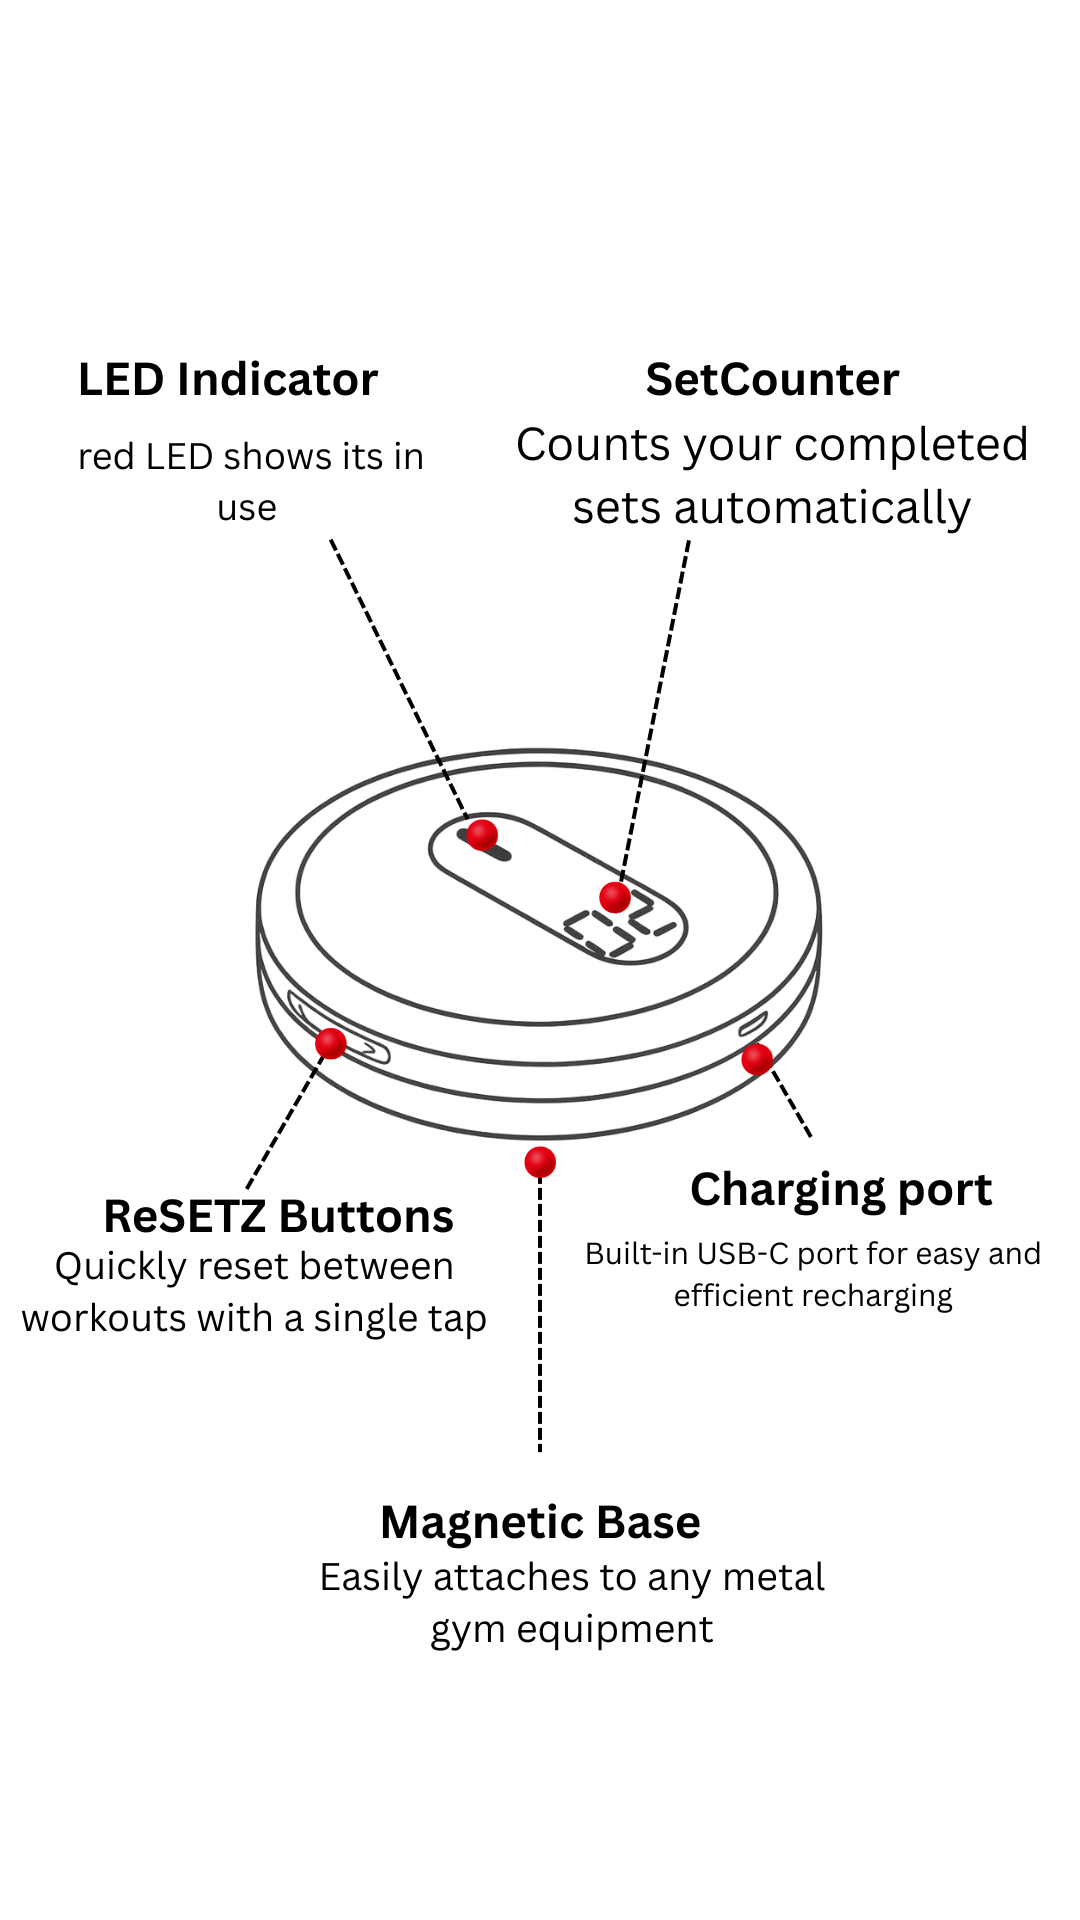 LED Indicator
red LED shows its in
use
SetCounter
Counts your completed
sets automatically
02
ReSETZ Buttons
Quickly reset between
workouts with a single tap
Charging port
Built-in USB-C port for easy and
efficient recharging
Magnetic Base
Easily attaches to any metal
gym equipment